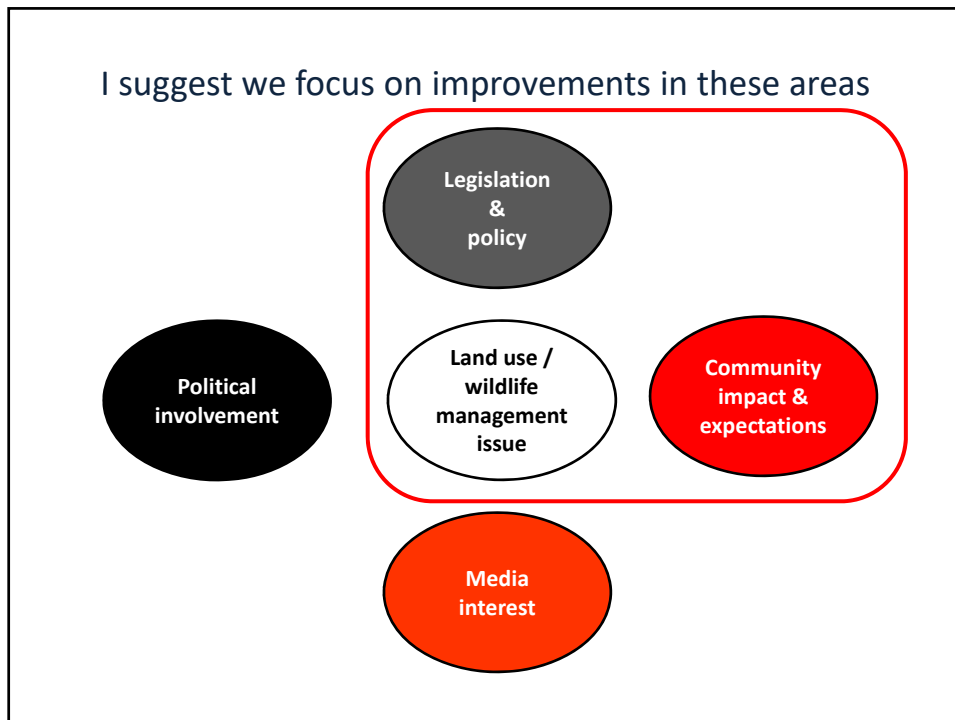 I suggest we focus on improvements in these areas
Legislation
&
policy
Political
involvement
Land use /
wildlife
management
issue
Community
impact &
expectations
Media
interest